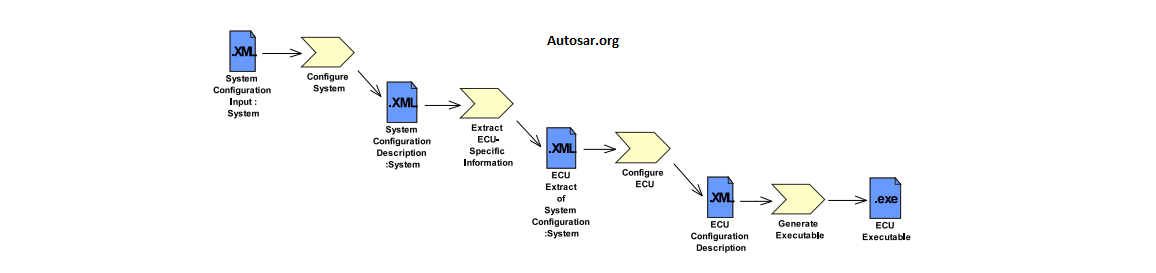 Autosar.org
.XML
System
Configuration
Input :
System
Configure
System
.XML
System
Configuration
Description
:System
Extract
ECU-
Specific
Information
.XML
ECU
Extract
of
System
Configuration
:System
Configure
ECU
.XML
ECU
Configuration
Description
Generate
Executable
.exe
ECU
Executable